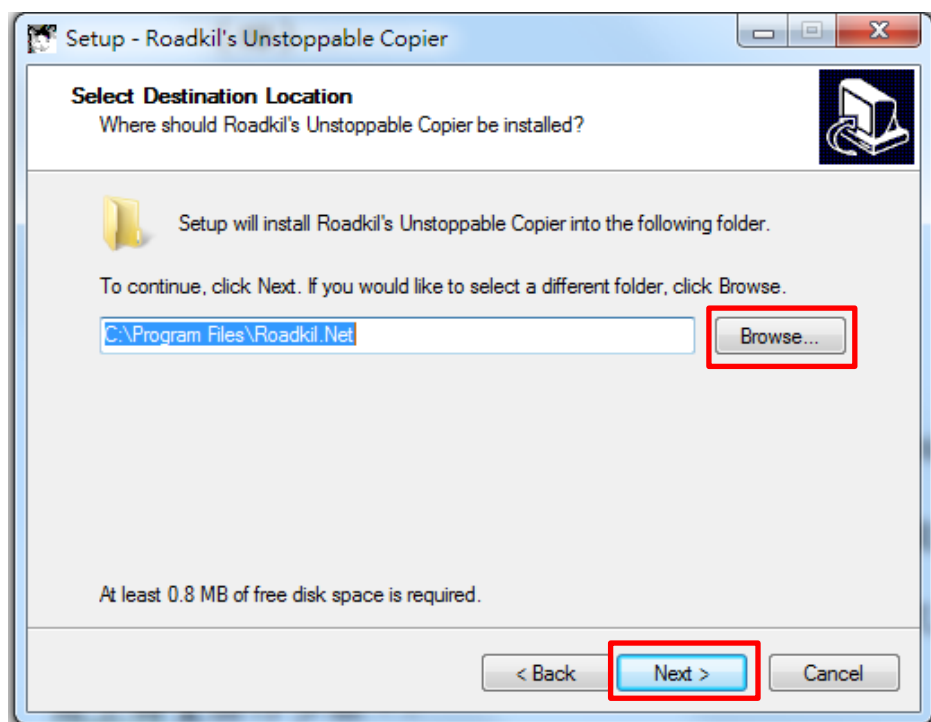 Setup - Roadkil's Unstoppable Copier
Select Destination Location
Where should Roadkil's Unstoppable Copier be installed?
Setup will install Roadkil's Unstoppable Copier into the following folder.
To continue, click Next. If you would like to select a different folder, click Browse.
C:\Program Files\Roadkil.Net
Browse...
At least 0.8 MB of free disk space is required.
< Back
Next >
Cancel